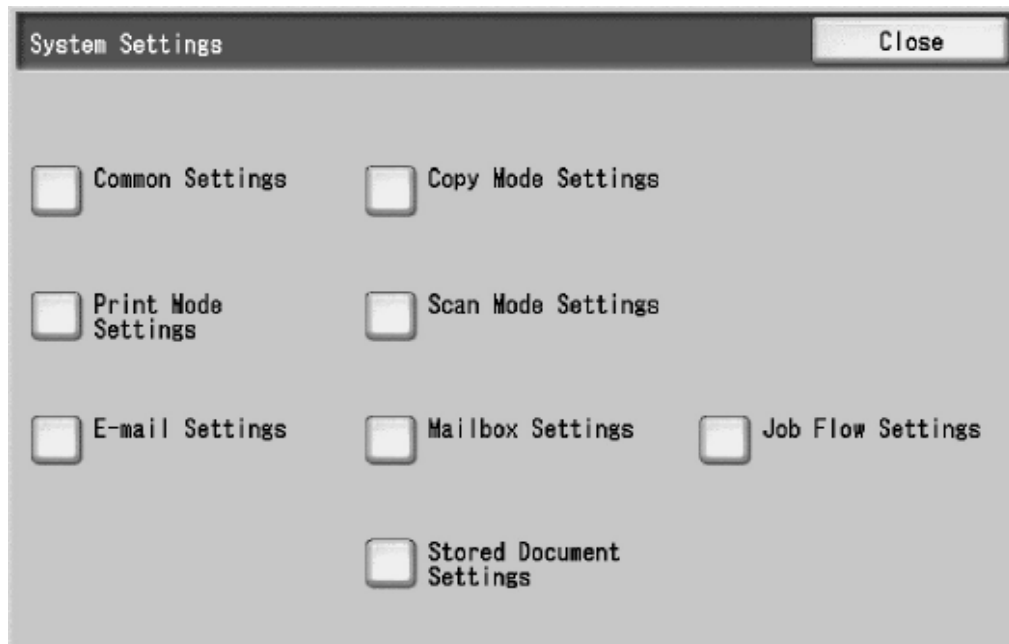 System Settings
Close
Common Settings
Copy Mode Settings
Print Mode
Settings
Scan Mode Settings
E-mail Settings
Mailbox Settings
Job Flow Settings
Stored Document
Settings